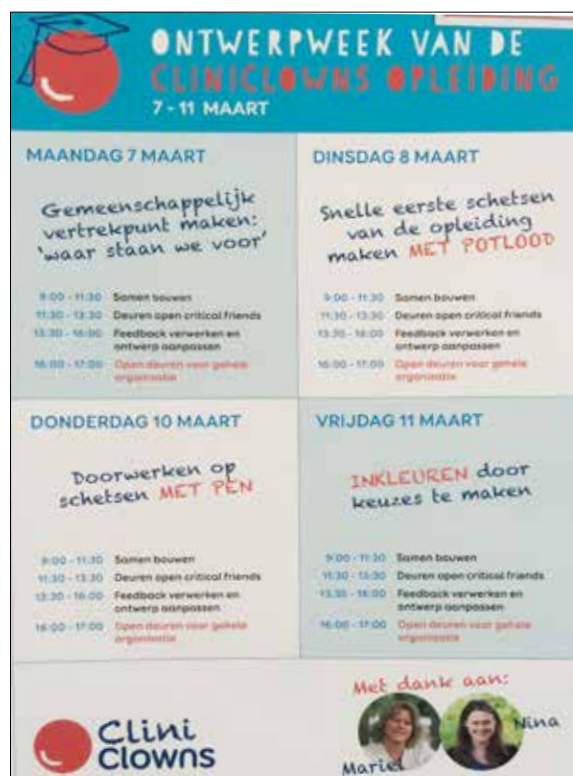 ONTWERPWEEK VAN DE
CLINICLOWNS OPLEIDING
7 - 11 MAART
MAANDAG 7 MAART
Gemeenschappelijk
vertrekpunt maken:
'waar staan we voor'
9:00 - 11:30 Samen bouwen
11:30 - 13:30 Deuren open critical friends
13:30 - 16:00 Feedback verwerken en
ontwerp aanpassen
16:00 - 17:00 Open deuren voor gehele
organisatie
DINSDAG 8 MAART
Snelle eerste schetsen
van de opleiding
maken MET POTLOOD
9:00 - 11:30 Samen bouwen
11:30 - 13:30 Deuren open critical friends
13:30 - 16:00 Feedback verwerken en
ontwerp aanpassen
16:00 - 17:00 Open deuren voor gehele
organisatie
DONDERDAG 10 MAART
Doorwerken op
schetsen MET PEN
9:00 - 11:30 Samen bouwen
11:30 - 13:30 Deuren open critical friends
13:30 - 16:00 Feedback verwerken en
ontwerp aanpassen
16:00 - 17:00 Open deuren voor gehele
organisatie
VRIJDAG 11 MAART
INKLEUREN door
keuzes te maken
9:00 - 11:30 Samen bouwen
11:30 - 13:30 Deuren open critical friends
13:30 - 16:00 Feedback verwerken en
ontwerp aanpassen
16:00 - 17:00 Open deuren voor gehele
organisatie
Clini
Clowns
Met dank aan:
Nina
Mariel